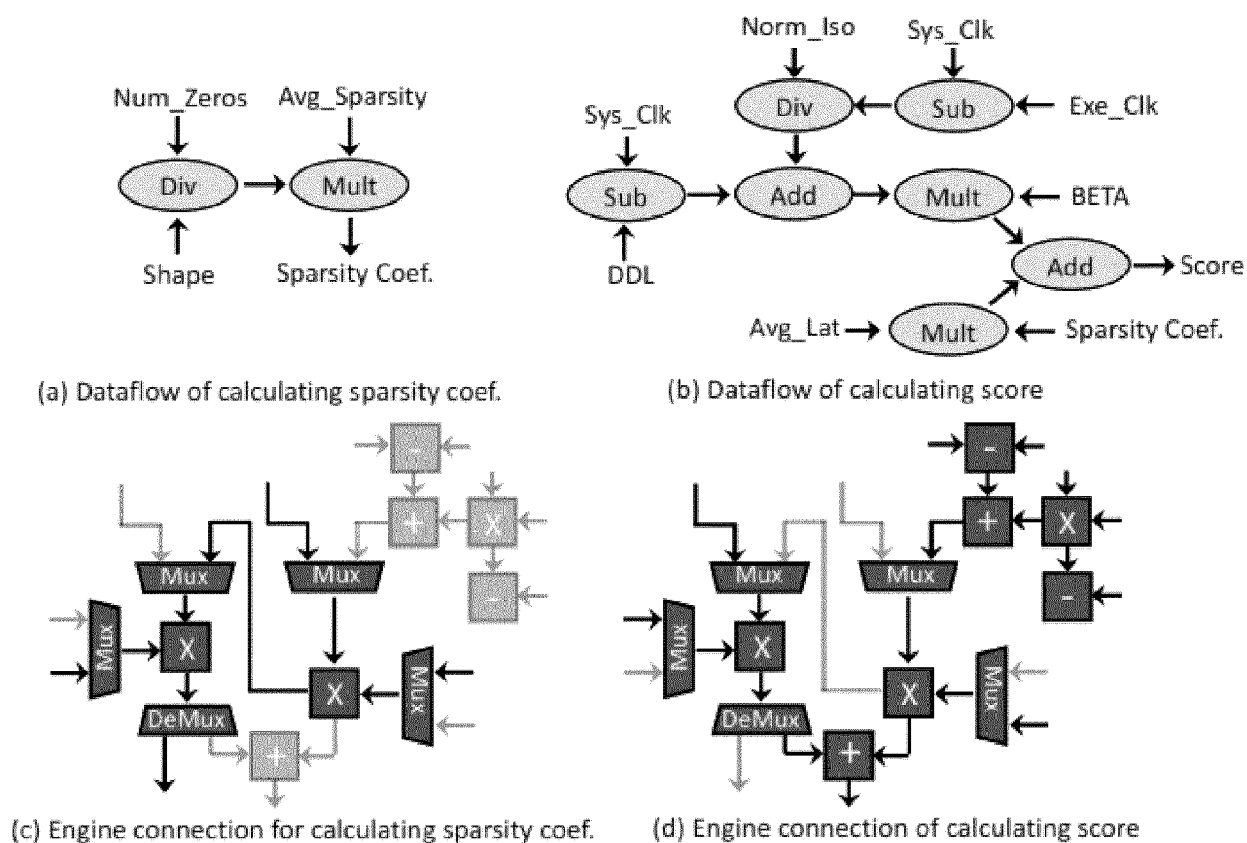 Norm_Iso
Sys_Clk
Num_Zeros
Avg_Sparsity
Sys_Clk
Div
Sub
Exe_Clk
Div
Mult
Sub
Add
Mult
BETA
Shape
Sparsity Coef.
DDL
Add
Score
Avg_Lat
Mult
Sparsity Coef.
(a) Dataflow of calculating sparsity coef.
(b) Dataflow of calculating score
-
-
+
X
+
X
Mux
Mux
Mux
Mux
-
-
Mux
X
Mux
X
X
Mux
X
Mux
DeMux
DeMux
+
+
(c) Engine connection for calculating sparsity coef.
(d) Engine connection of calculating score